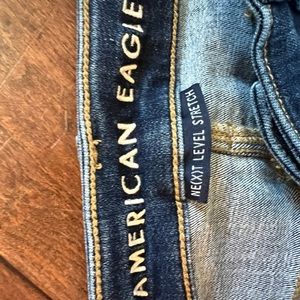 AMERICAN EAGLE
NE(X)T LEVEL STRETCH